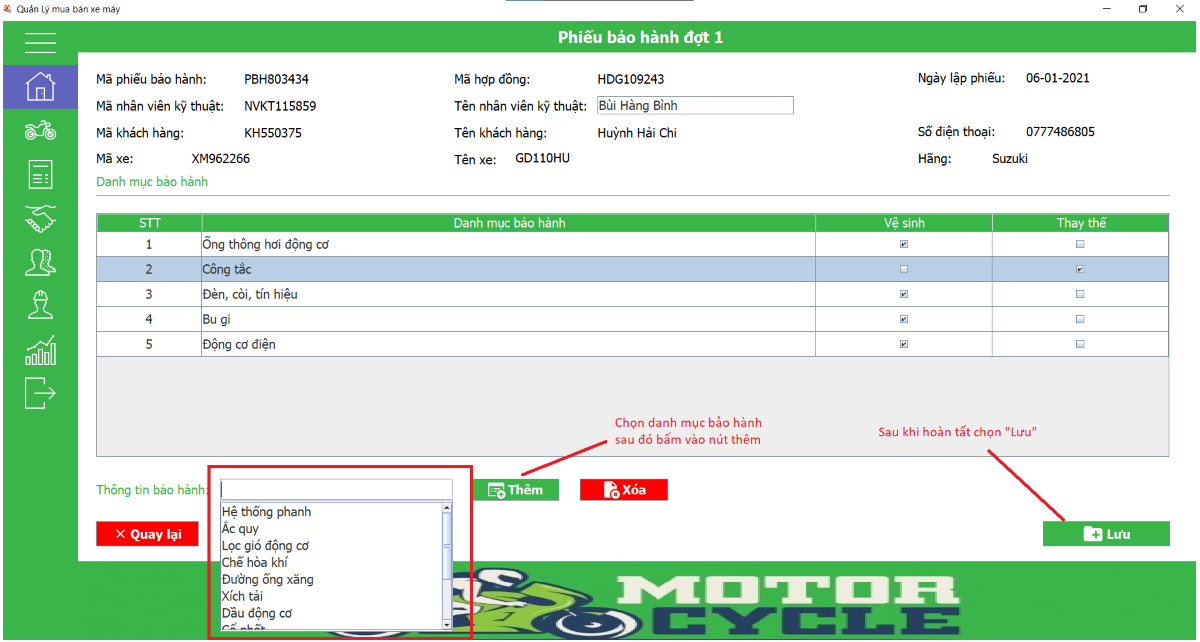 Quản Lý mua bán xe máy
Phiếu bảo hành đợt 1
Mã phiếu bảo hành: PBH803434 Mã hợp đồng: HDG109243 Ngày lập phiếu: 06-01-2021
Mã nhân viên kỹ thuật: NVKT115859 Tên nhân viên kỹ thuật: Bùi Hàng Bình
Mã khách hàng: KH550375 Tên khách hàng: Huỳnh Hải Chi Số điện thoại: 0777486805
Mã xe: XM962266 Tên xe: GD110HU Hãng: Suzuki
Danh mục bảo hành
STT Danh mục bảo hành Vệ sinh Thay thế
1 Ống thông hơi động cơ
2 Công tắc
3 Đèn, còi, tín hiệu
4 Bu gi
5 Động cơ điện
Chọn danh mục bảo hành
sau đó bấm vào nút thêm
Sau khi hoàn tất chọn "Lưu"
Thông tin bảo hành: Thêm Xóa
Hệ thống phanh
Ắc quy
Lọc gió động cơ
Chế hòa khí
Đường ống xăng
Xích tải
Dầu động cơ
Cổ phốt
Quay lại Lưu
MOTOR
CYCLE